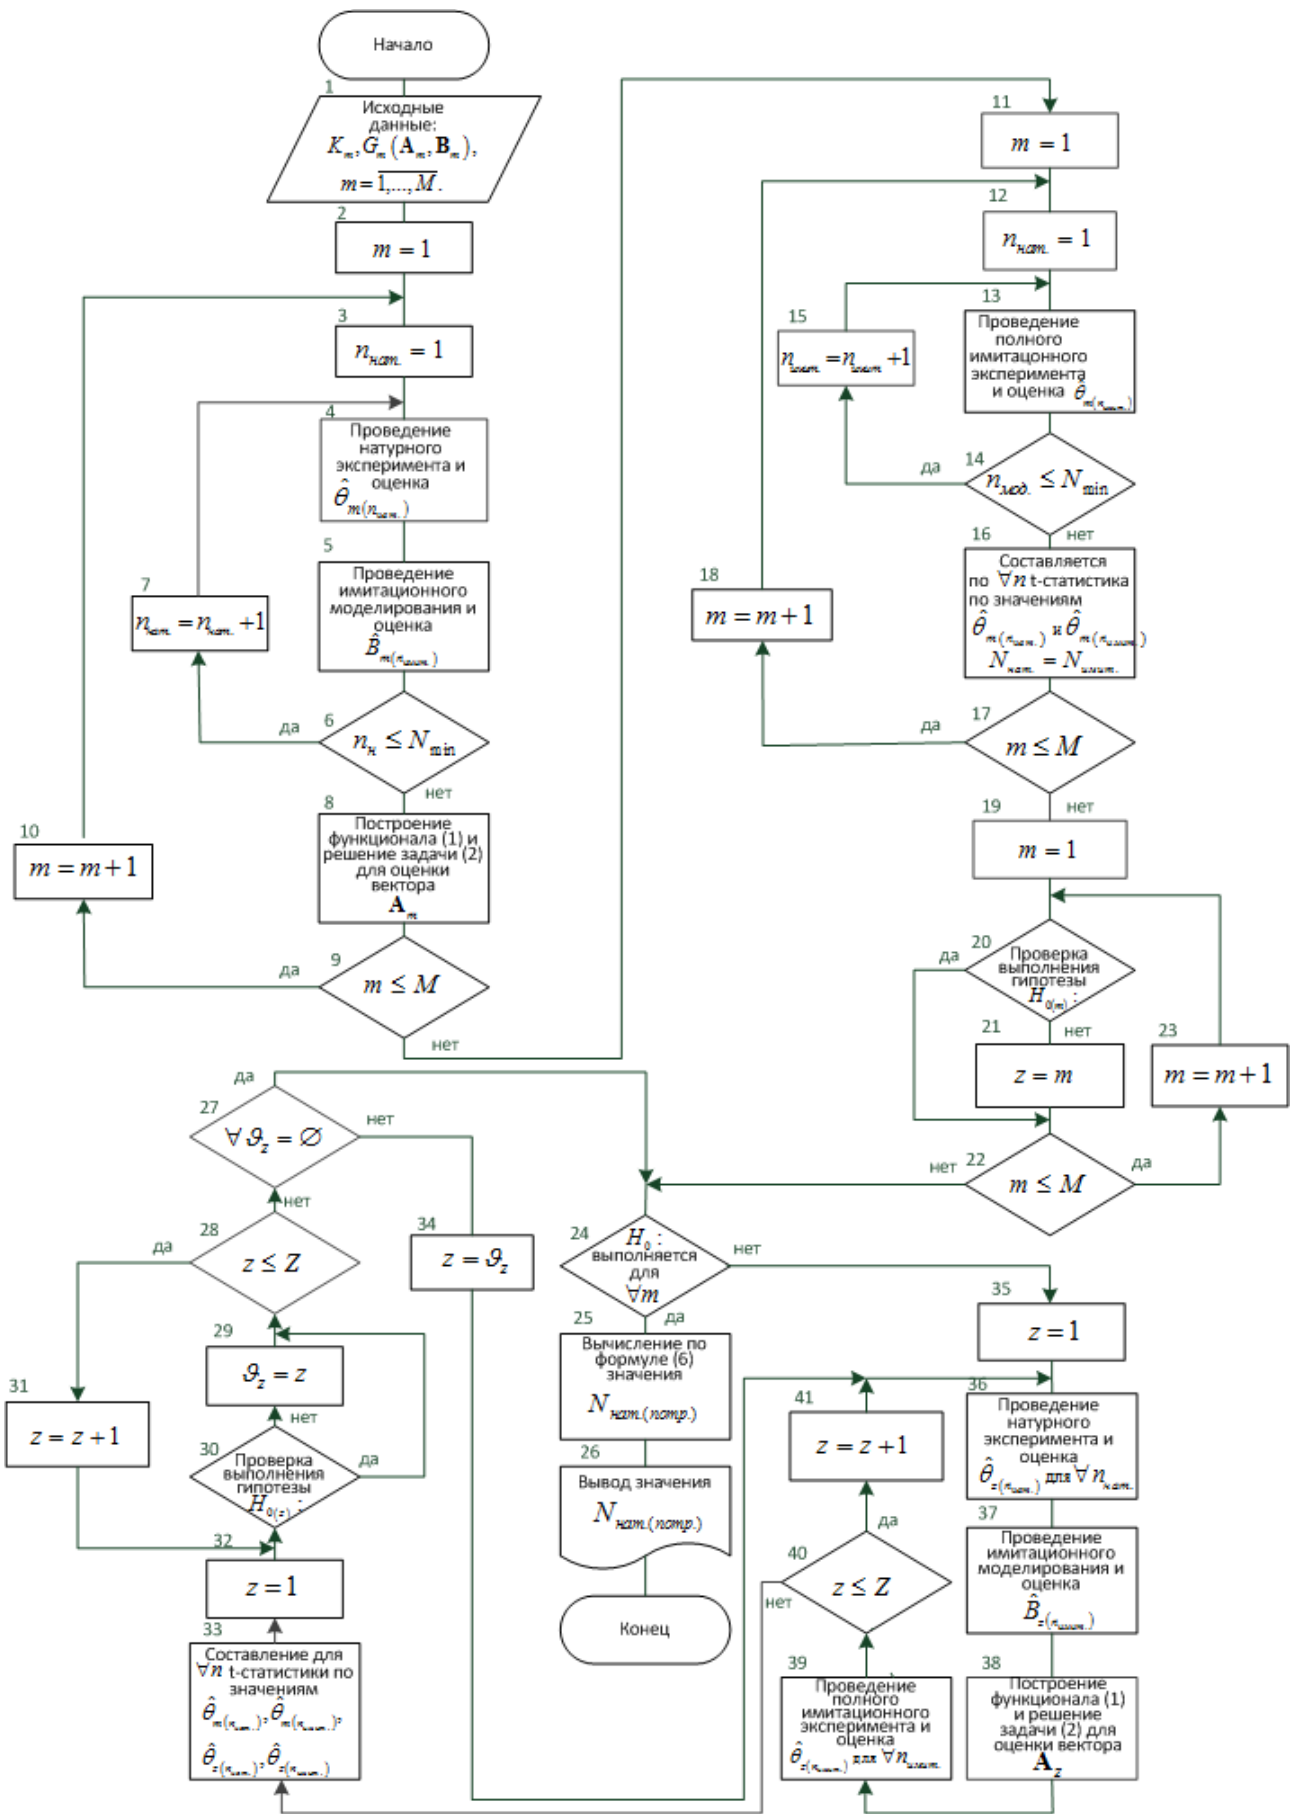 Начало
1
Исходные
данные:
K_m, G_m (A_m, B_m),
m = 1,..., M.
2
m = 1
3
n_нат. = 1
4
Проведение
натурного
эксперимента и
оценка
θ̂_m(n_нат.)
5
Проведение
имитационного
моделирования и
оценка
B̂_m(n_имит.)
6
n_н ≤ N_min
да
нет
7
n_нат. = n_нат. + 1
8
Построение
функционала (1) и
решение задачи (2)
для оценки
вектора
A_m
9
m ≤ M
да
нет
10
m = m + 1
11
m = 1
12
n_нат. = 1
13
Проведение
полного
имитацонного
эксперимента
и оценка θ̂_m(n_имит.)
14
n_мод. ≤ N_min
да
нет
15
n_имит. = n_имит + 1
16
Составляется
по ∀n t-статистика
по значениям
θ̂_m(n_нат.) и θ̂_m(n_имит.)
N_нат. = N_имит.
17
m ≤ M
да
нет
18
m = m + 1
19
m = 1
20
Проверка
выполнения
гипотезы
H_0(m) :
да
нет
21
z = m
22
m ≤ M
нет
да
23
m = m + 1
24
H_0 :
выполняется
для
∀m
нет
да
25
Вычисление по
формуле (6)
значения
N_нат.(потр.)
26
Вывод значения
N_нат.(потр.)
Конец
27
∀ ϑ_z = ∅
да
нет
28
z ≤ Z
да
нет
29
ϑ_z = z
30
Проверка
выполнения
гипотезы
H_0(z) :
нет
да
31
z = z + 1
32
z = 1
33
Составление для
∀n t-статистики по
значениям
θ̂_m(n_нат.), θ̂_m(n_имит.),
θ̂_z(n_нат.), θ̂_z(n_имит.)
34
z = ϑ_z
35
z = 1
36
Проведение
натурного
эксперимента и
оценка
θ̂_z(n_нат.) для ∀ n_нат.
37
Проведение
имитационного
моделирования и
оценка
B̂_z(n_имит.)
38
Построение
функционала (1)
и решение
задачи (2) для
оценки вектора
A_z
39
Проведение
полного
имитационного
эксперимента и
оценка
θ̂_z(n_имит.) для ∀n_имит.
40
z ≤ Z
да
нет
41
z = z + 1